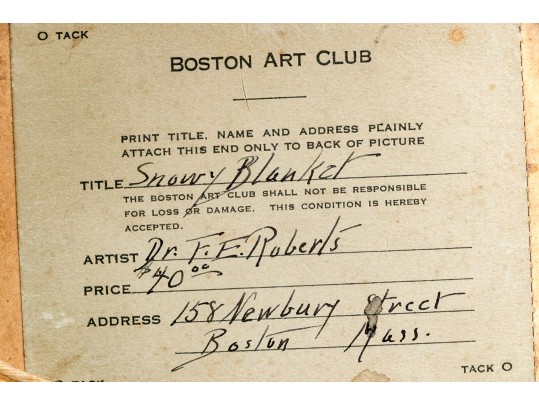 O TACK
BOSTON ART CLUB
PRINT TITLE, NAME AND ADDRESS PLAINLY
ATTACH THIS END ONLY TO BACK OF PICTURE
TITLE Snowy Blanket
THE BOSTON ART CLUB SHALL NOT BE RESPONSIBLE
FOR LOSS OR DAMAGE. THIS CONDITION IS HEREBY
ACCEPTED.
ARTIST Dr. F. E. Roberts
PRICE $40.00
ADDRESS 158 Newbury Street
Boston Mass.
TACK O
O TACK